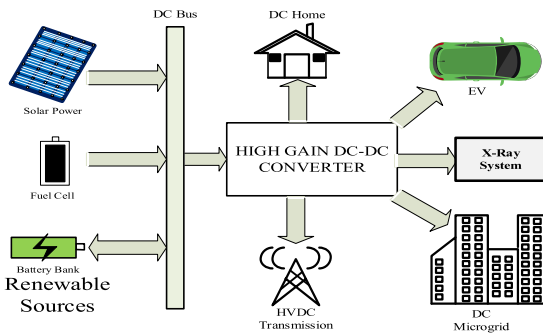 DC Bus
DC Home
EV
Solar Power
Fuel Cell
Battery Bank
Renewable
Sources
HIGH GAIN DC-DC
CONVERTER
X-Ray
System
HVDC
Transmission
DC
Microgrid